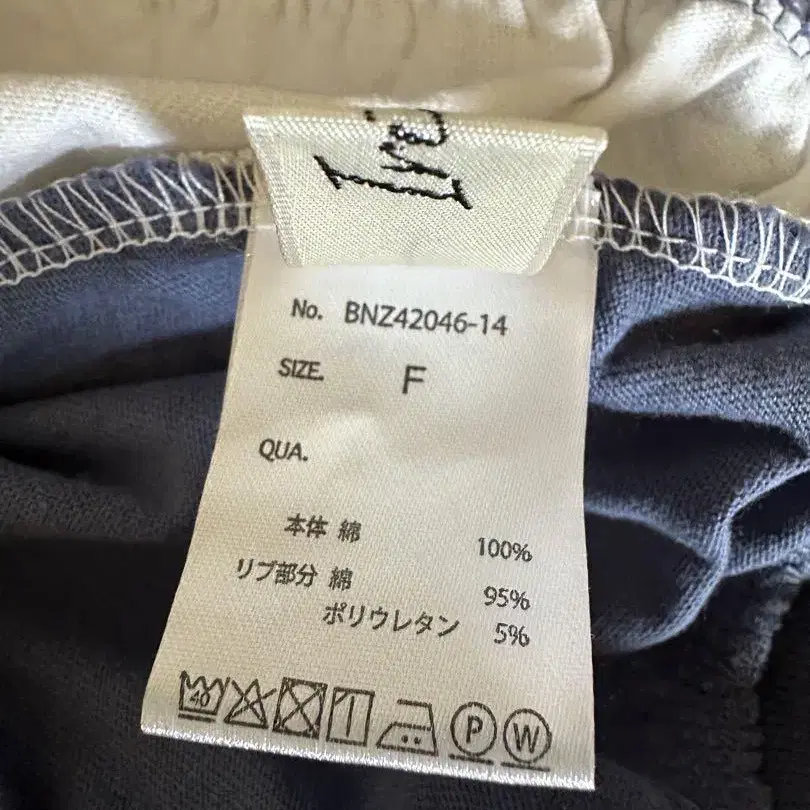 No. BNZ42046-14
SIZE. F
QUA.
本体 綿 100%
リブ部分 綿 95%
ポリウレタン 5%
40 P W